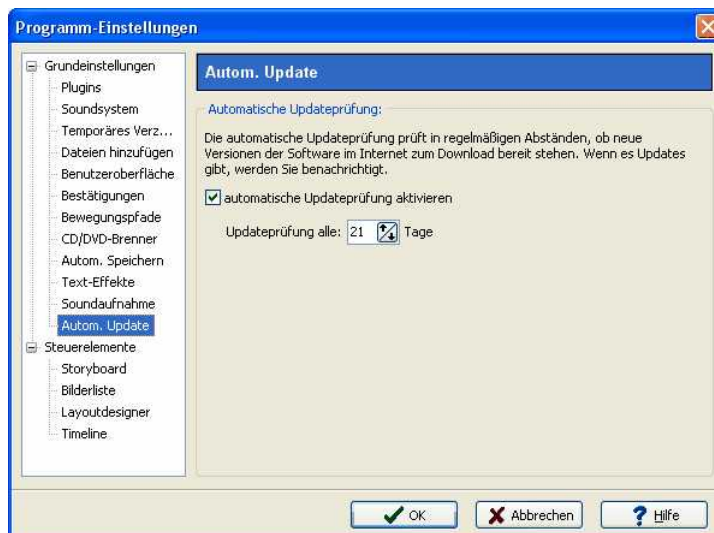 Programm-Einstellungen
Grundeinstellungen
Plugins
Soundsystem
Temporäres Verz...
Dateien hinzufügen
Benutzeroberfläche
Bestätigungen
Bewegungspfade
CD/DVD-Brenner
Autom. Speichern
Text-Effekte
Soundaufnahme
Autom. Update
Steuerelemente
Storyboard
Bilderliste
Layoutdesigner
Timeline
Autom. Update
Automatische Updateprüfung:
Die automatische Updateprüfung prüft in regelmäßigen Abständen, ob neue
Versionen der Software im Internet zum Download bereit stehen. Wenn es Updates
gibt, werden Sie benachrichtigt.
automatische Updateprüfung aktivieren
Updateprüfung alle: 21 Tage
OK Abbrechen Hilfe